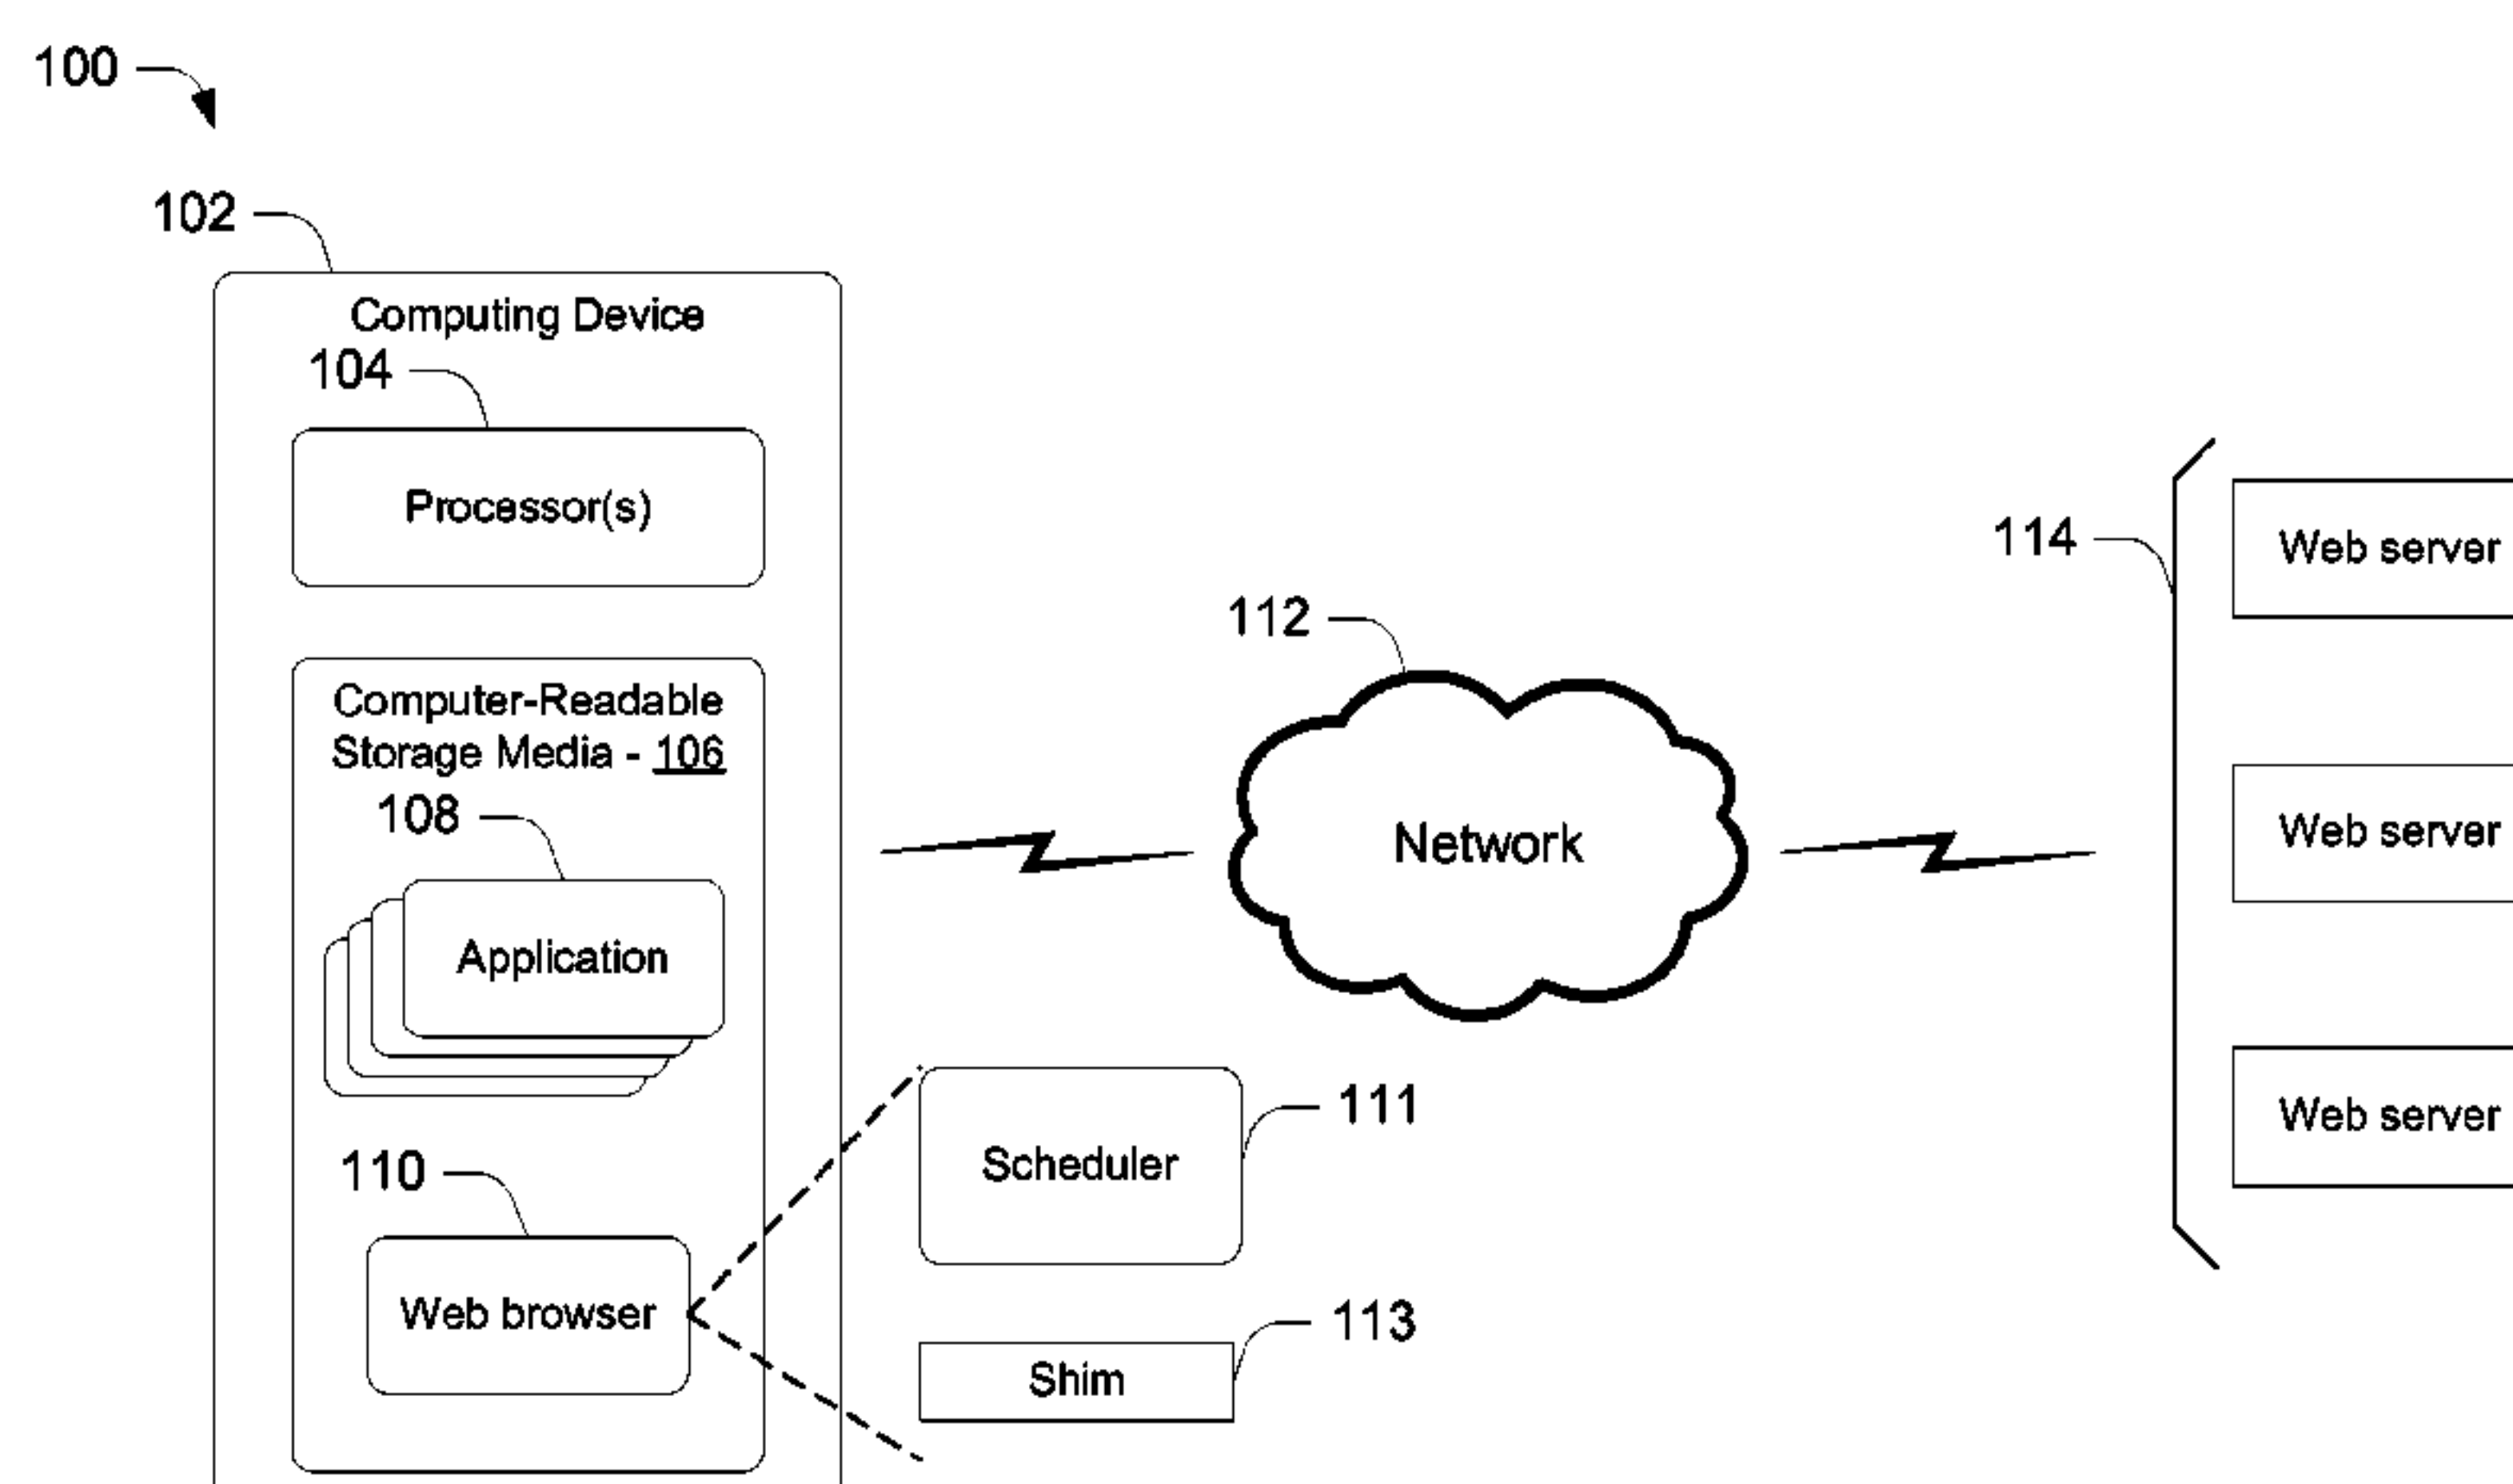 100
102
Computing Device
104
Processor(s)
Computer-Readable
Storage Media - 106
108
Application
110
Web browser
112
Network
111
Scheduler
113
Shim
114
Web server
Web server
Web server